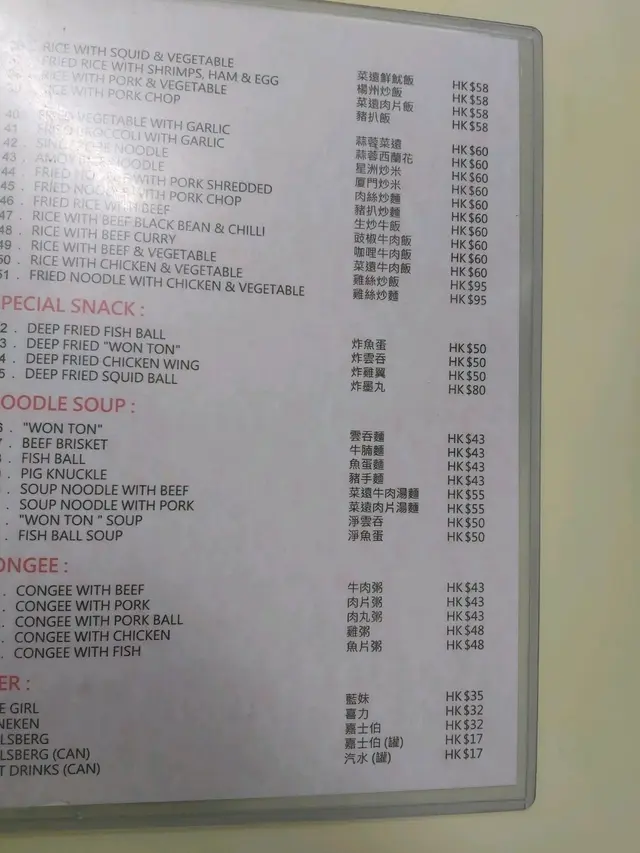 RICE WITH SQUID & VEGETABLE 菜遠鮮魷飯 HK$58
FRIED RICE WITH SHRIMPS, HAM & EGG 楊州炒飯 HK$58
RICE WITH PORK & VEGETABLE 菜遠肉片飯 HK$58
RICE WITH PORK CHOP 豬扒飯 HK$58
40 . VEGETABLE WITH GARLIC 蒜蓉菜遠 HK$60
41 . BROCCOLI WITH GARLIC 蒜蓉西蘭花 HK$60
42 . NOODLE 星洲炒米 HK$60
43 . AMOY NOODLE 廈門炒米 HK$60
44 . FRIED NOODLE WITH PORK SHREDDED 肉絲炒麵 HK$60
45 . FRIED NOODLE WITH PORK CHOP 豬扒炒麵 HK$60
46 . FRIED RICE WITH BEEF 生炒牛飯 HK$60
47 . RICE WITH BEEF BLACK BEAN & CHILLI 豉椒牛肉飯 HK$60
48 . RICE WITH BEEF CURRY 咖哩牛肉飯 HK$60
49 . RICE WITH BEEF & VEGETABLE 菜遠牛肉飯 HK$60
50 . RICE WITH CHICKEN & VEGETABLE 雞絲炒飯 HK$95
51 . FRIED NOODLE WITH CHICKEN & VEGETABLE 雞絲炒麵 HK$95
PECIAL SNACK :
2 . DEEP FRIED FISH BALL 炸魚蛋 HK$50
3 . DEEP FRIED "WON TON" 炸雲吞 HK$50
4 . DEEP FRIED CHICKEN WING 炸雞翼 HK$50
5 . DEEP FRIED SQUID BALL 炸墨丸 HK$80
OODLE SOUP :
. "WON TON" 雲吞麵 HK$43
. BEEF BRISKET 牛腩麵 HK$43
. FISH BALL 魚蛋麵 HK$43
. PIG KNUCKLE 豬手麵 HK$43
. SOUP NOODLE WITH BEEF 菜遠牛肉湯麵 HK$55
. SOUP NOODLE WITH PORK 菜遠肉片湯麵 HK$55
. "WON TON" SOUP 淨雲吞 HK$50
. FISH BALL SOUP 淨魚蛋 HK$50
ONGEE :
. CONGEE WITH BEEF 牛肉粥 HK$43
. CONGEE WITH PORK 肉片粥 HK$43
. CONGEE WITH PORK BALL 肉丸粥 HK$43
. CONGEE WITH CHICKEN 雞粥 HK$48
. CONGEE WITH FISH 魚片粥 HK$48
ER :
E GIRL 藍妹 HK$35
NEKEN 喜力 HK$32
LSBERG 嘉士伯 HK$32
LSBERG (CAN) 嘉士伯 (罐) HK$17
T DRINKS (CAN) 汽水 (罐) HK$17